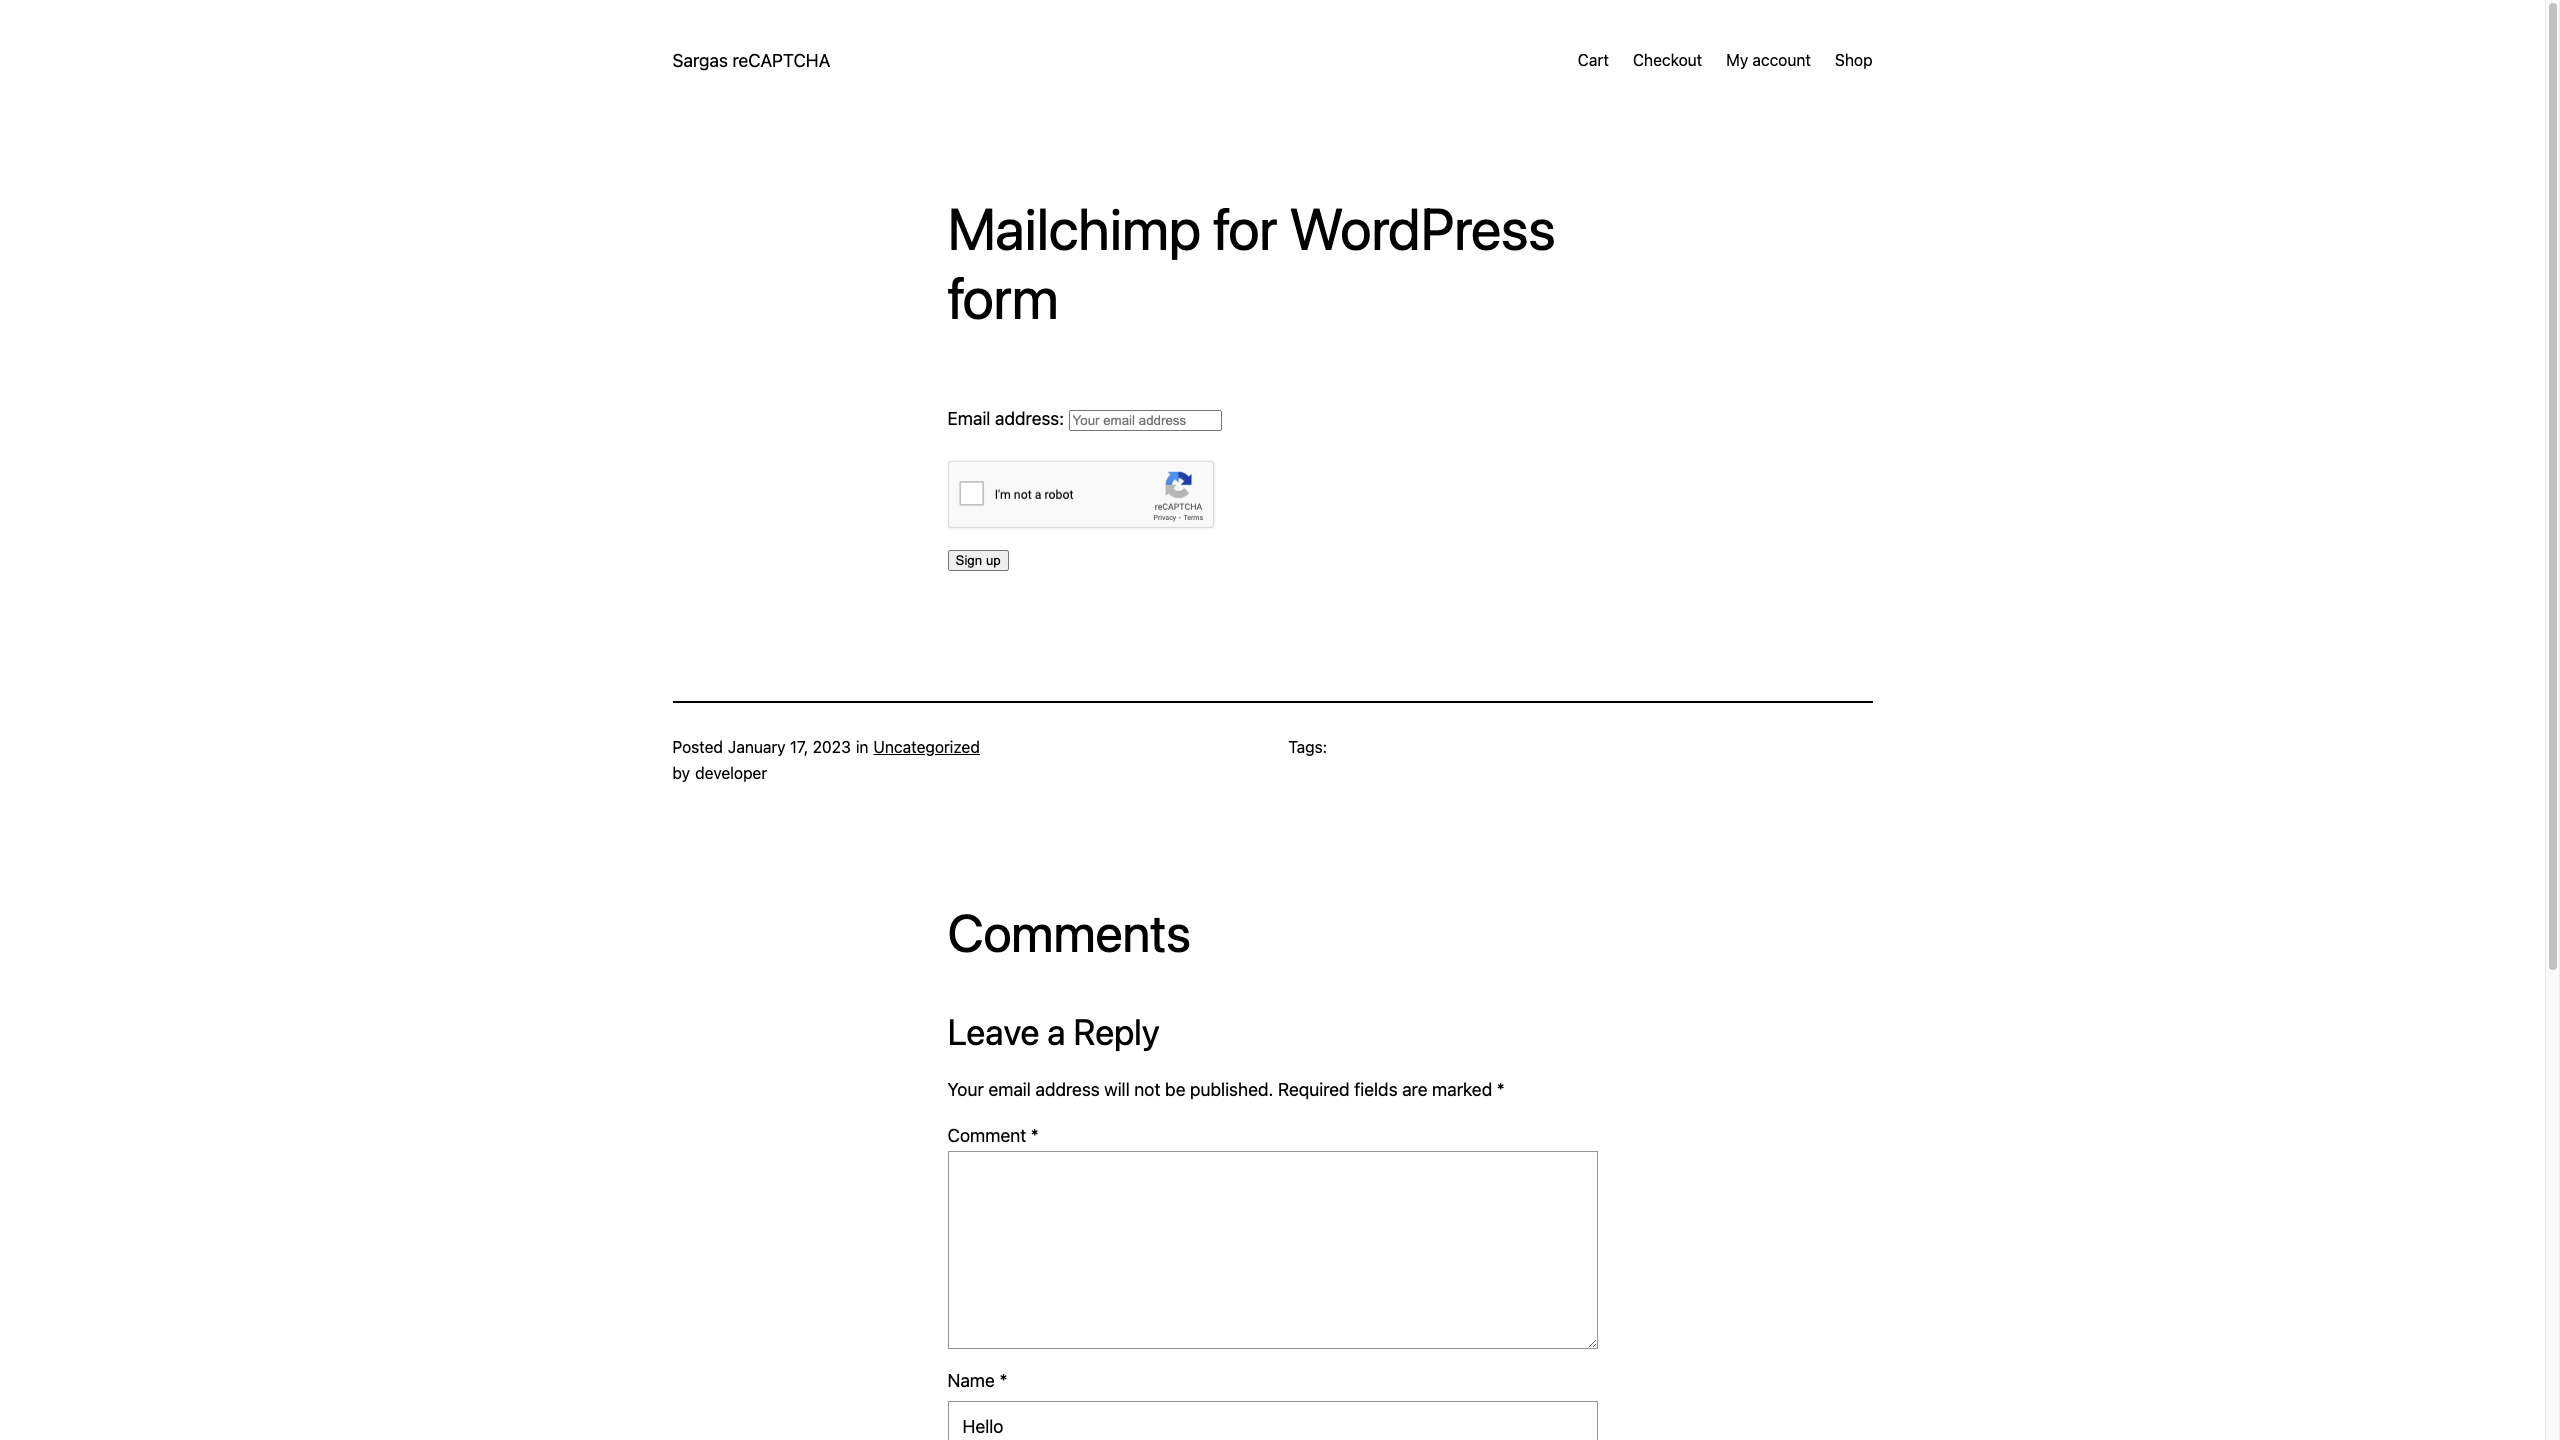 Sargas reCAPTCHA
Cart Checkout My account Shop
Mailchimp for WordPress
form
Email address: Your email address
I'm not a robot
reCAPTCHA
Privacy - Terms
Sign up
Posted January 17, 2023 in Uncategorized
by developer
Tags:
Comments
Leave a Reply
Your email address will not be published. Required fields are marked *
Comment *
Name *
Hello